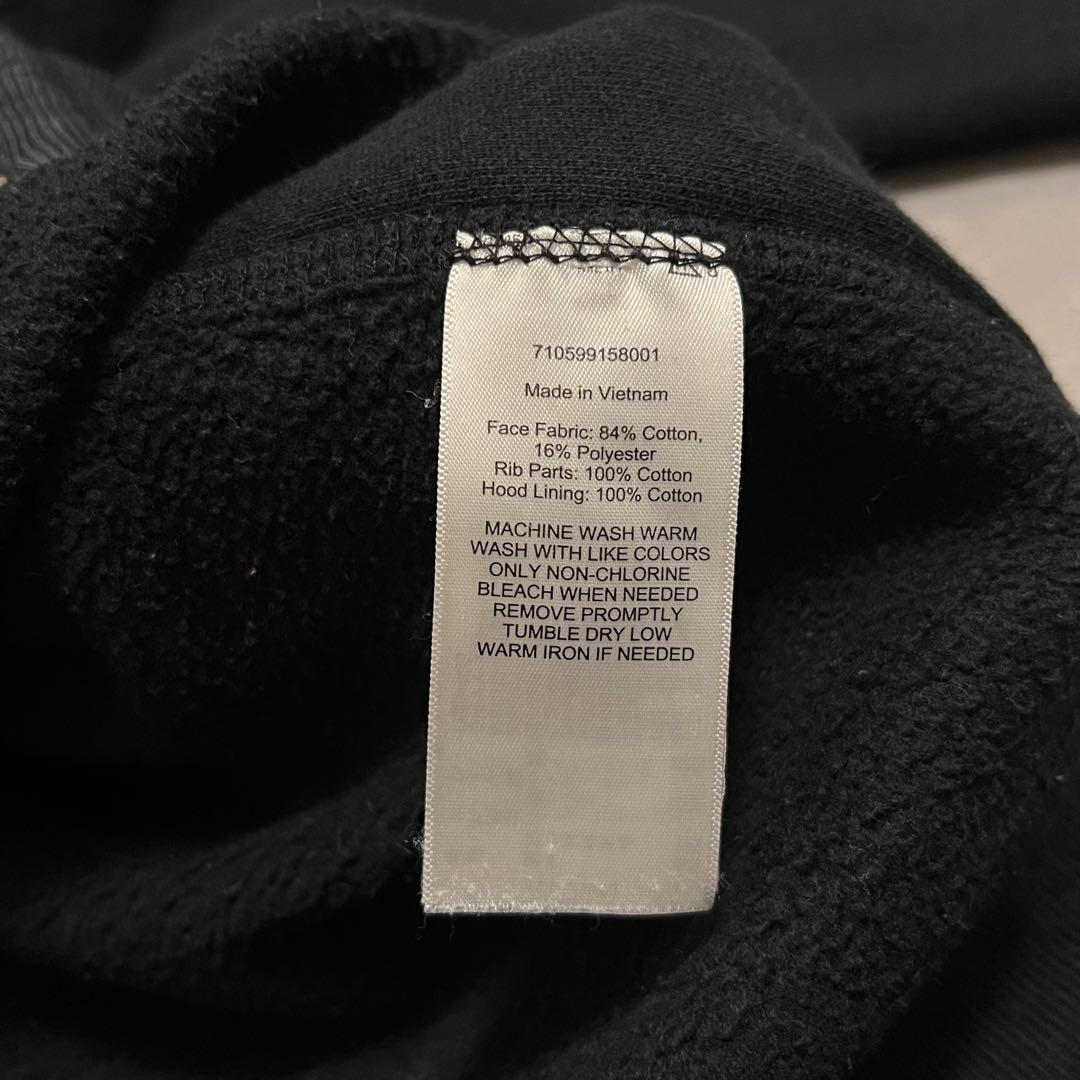 710599158001
Made in Vietnam
Face Fabric: 84% Cotton,
16% Polyester
Rib Parts: 100% Cotton
Hood Lining: 100% Cotton
MACHINE WASH WARM
WASH WITH LIKE COLORS
ONLY NON-CHLORINE
BLEACH WHEN NEEDED
REMOVE PROMPTLY
TUMBLE DRY LOW
WARM IRON IF NEEDED